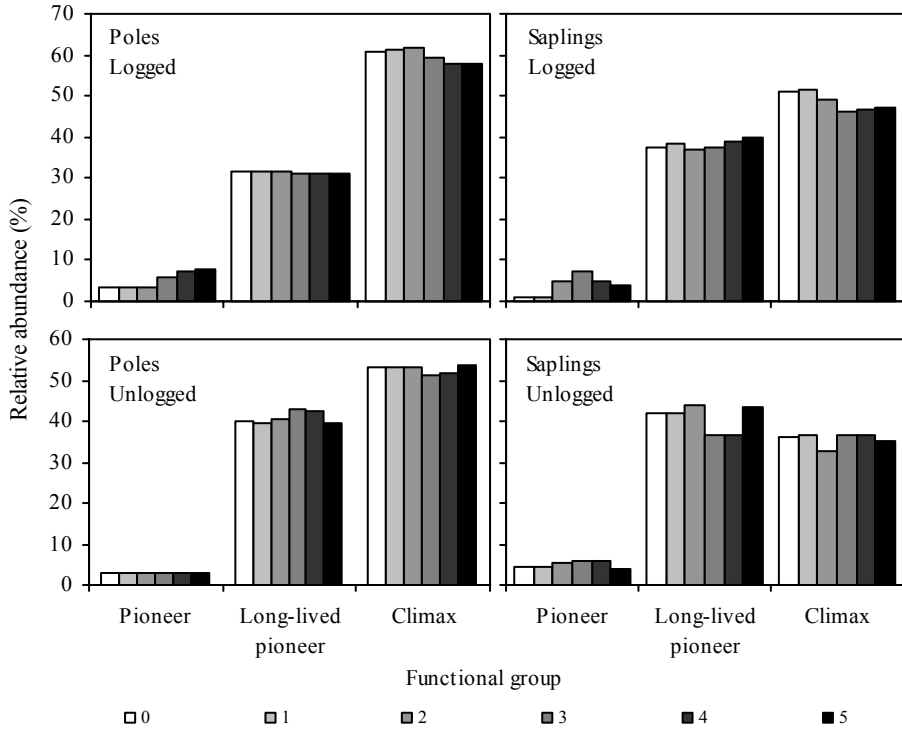 70
60
50
40
30
20
10
0
Poles
Logged
Saplings
Logged
Relative abundance (%)
60
50
40
30
20
10
0
Poles
Unlogged
Saplings
Unlogged
Pioneer
Long-lived
pioneer
Climax
Pioneer
Long-lived
pioneer
Climax
Functional group
0 1 2 3 4 5